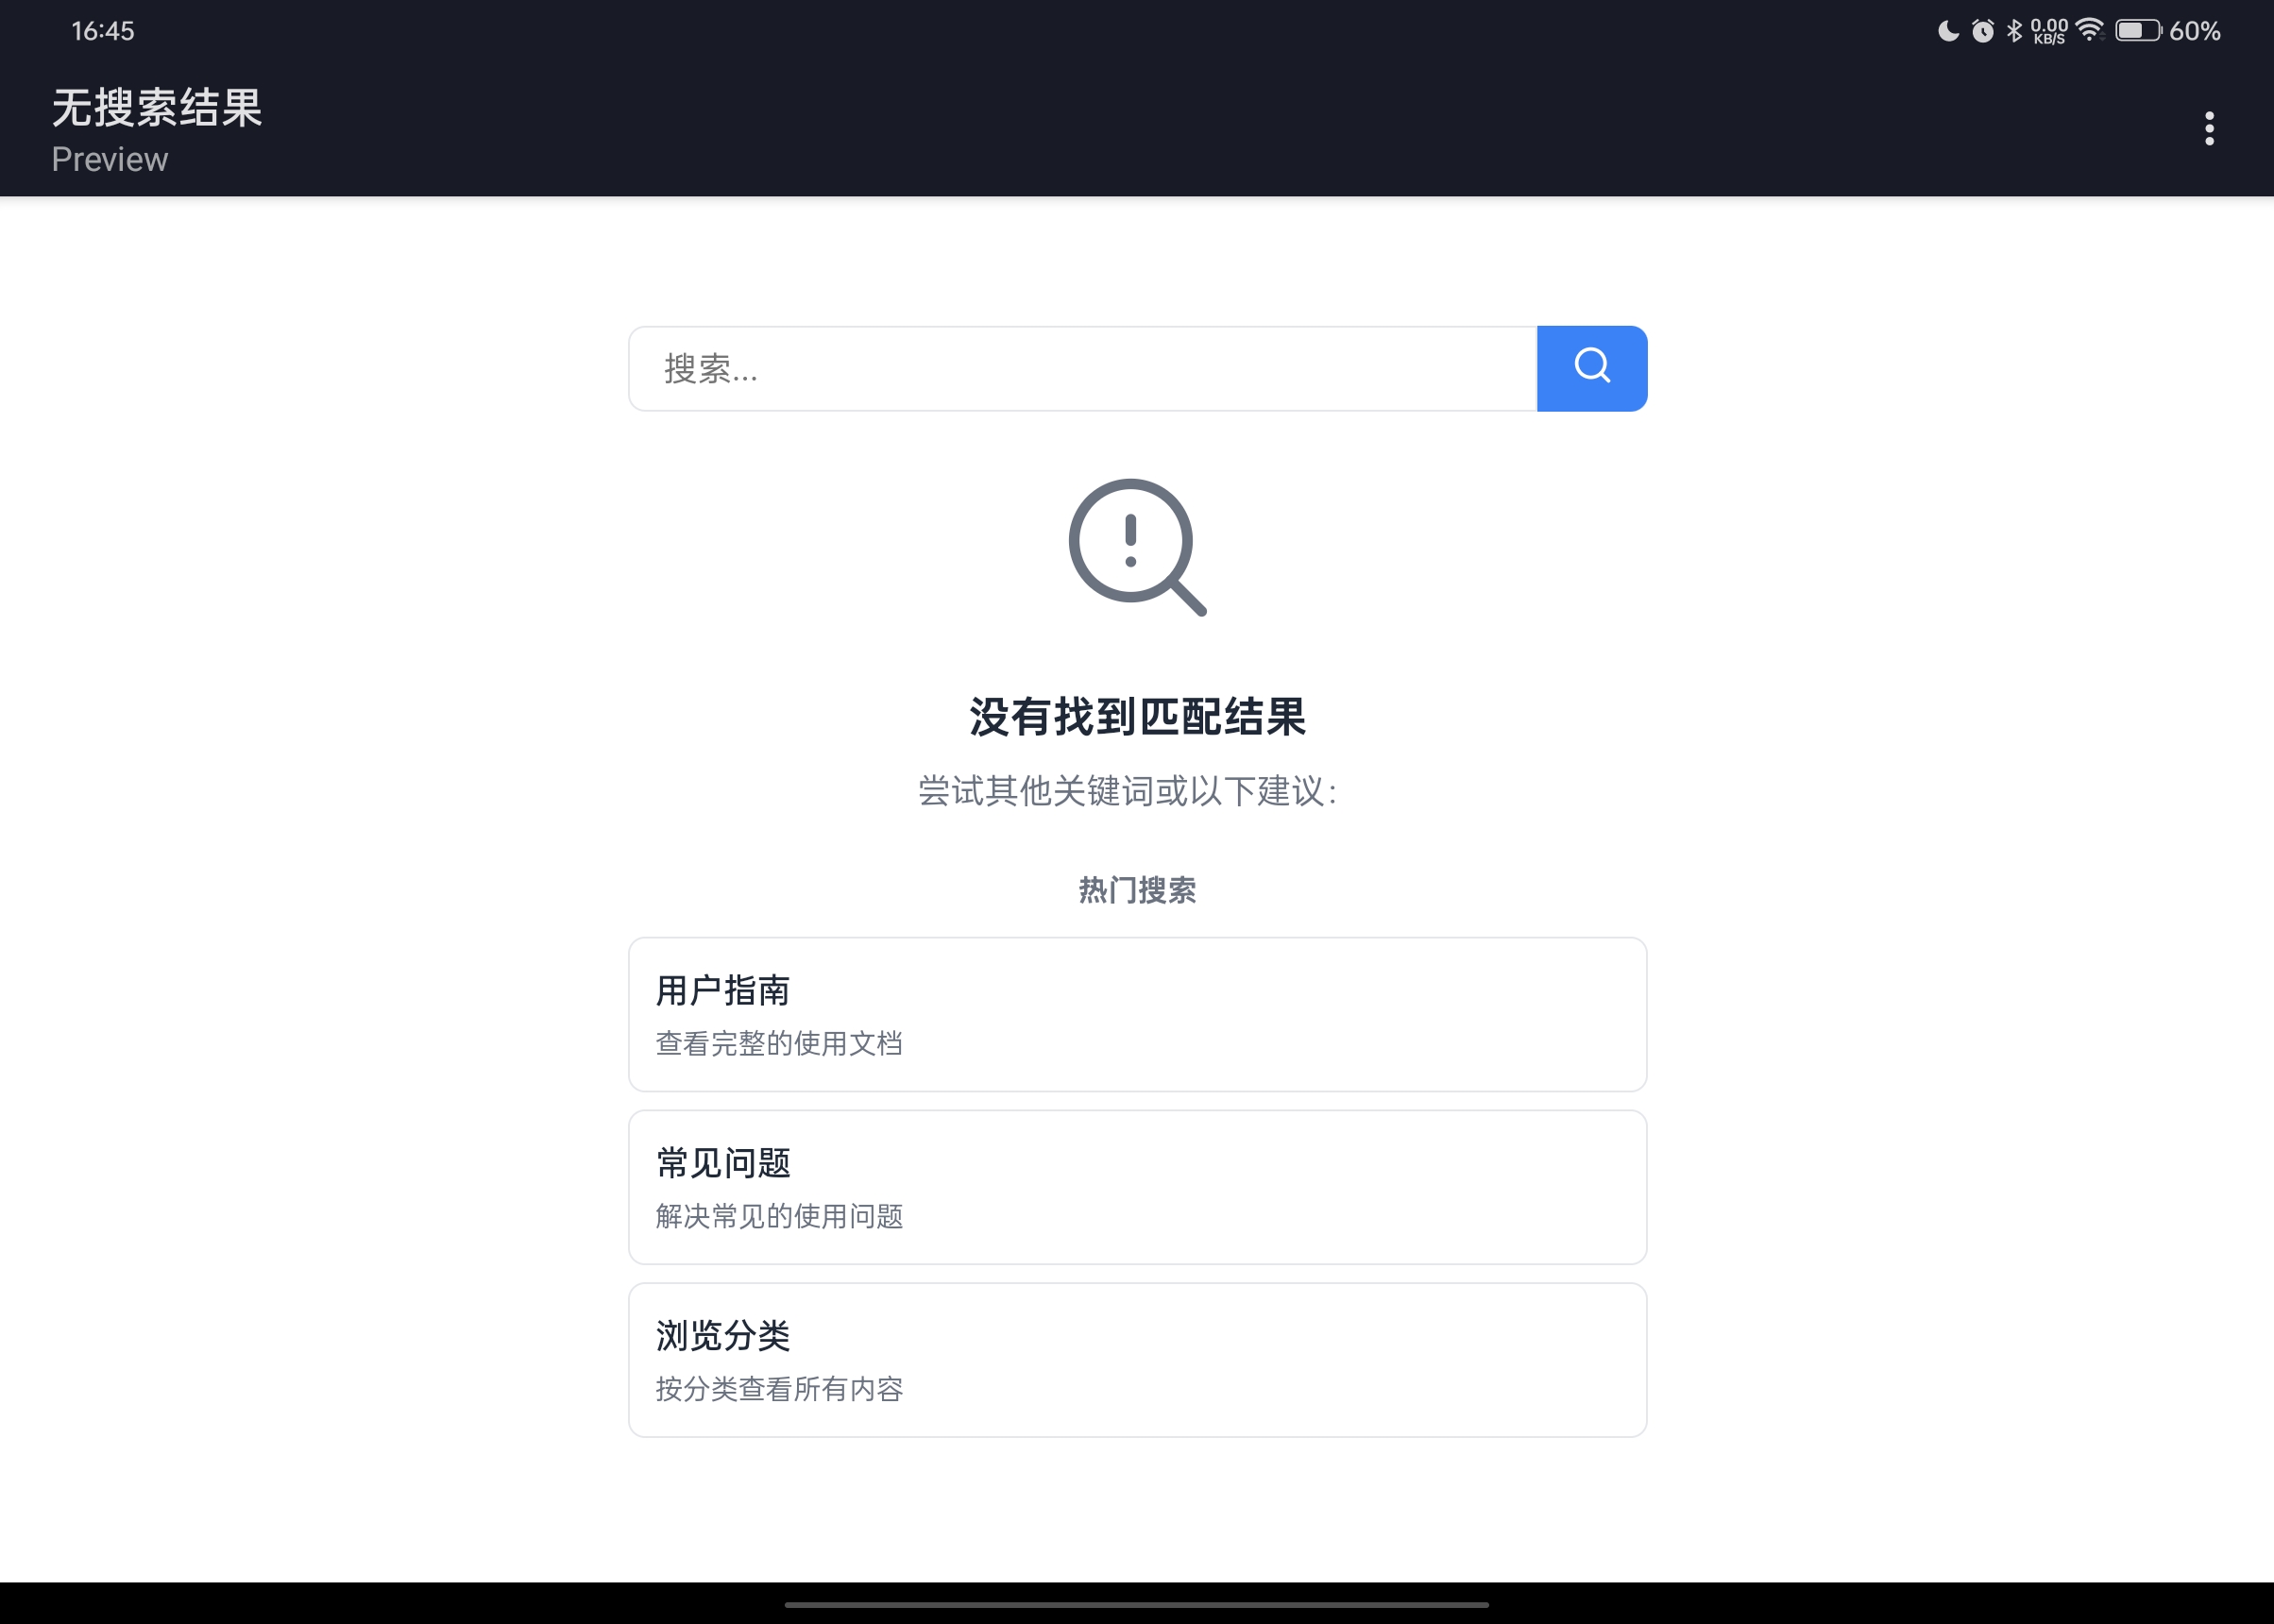 16:45
0.00
KB/S
60%
无搜索结果
Preview
搜索...
没有找到匹配结果
尝试其他关键词或以下建议：
热门搜索
用户指南
查看完整的使用文档
常见问题
解决常见的使用问题
浏览分类
按分类查看所有内容